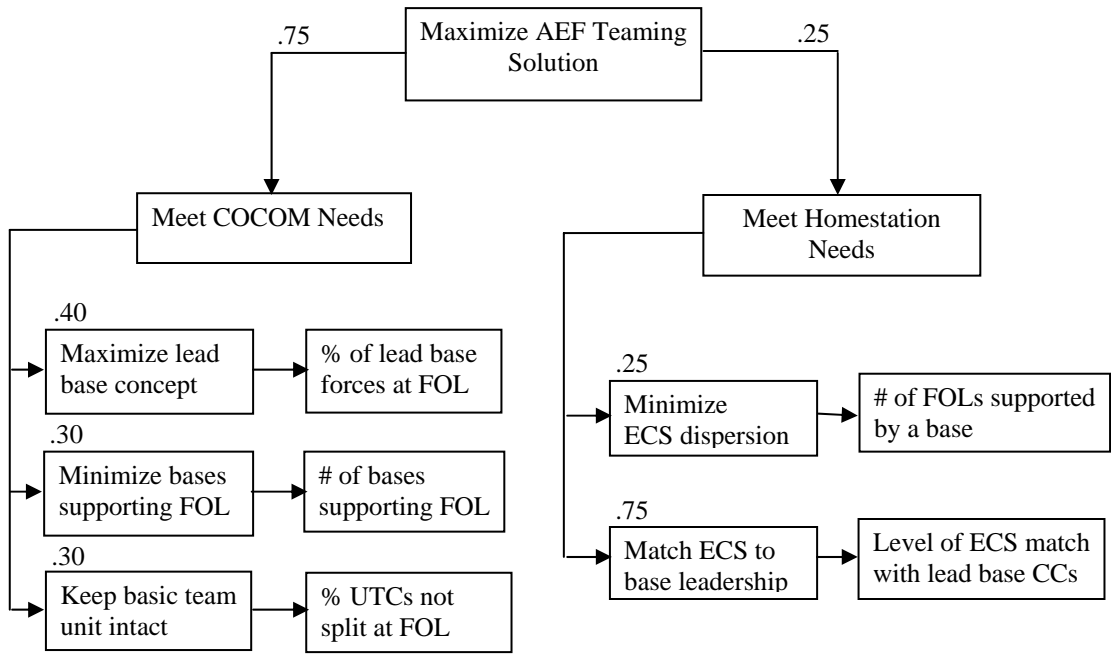 .75
Maximize AEF Teaming
Solution
.25
Meet COCOM Needs
Meet Homestation
Needs
.40
Maximize lead
base concept
% of lead base
forces at FOL
.30
Minimize bases
supporting FOL
# of bases
supporting FOL
.30
Keep basic team
unit intact
% UTCs not
split at FOL
.25
Minimize
ECS dispersion
# of FOLs supported
by a base
.75
Match ECS to
base leadership
Level of ECS match
with lead base CCs